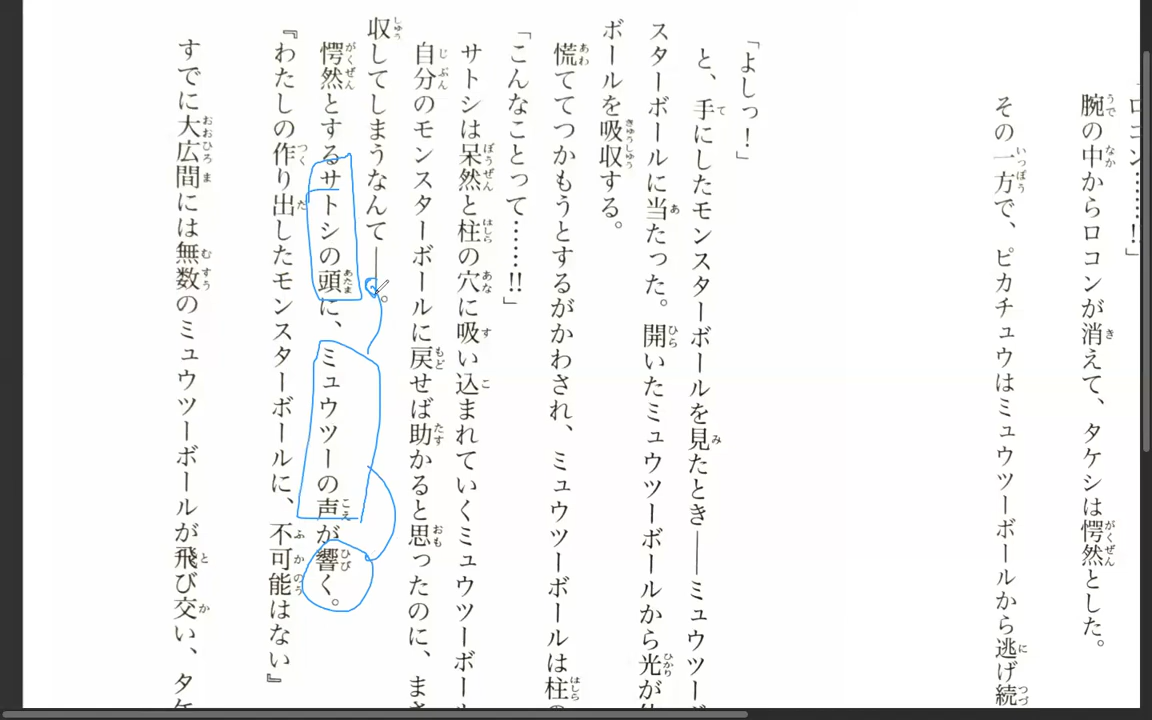 ロコン……！」
腕の中からロコンが消えて、タケシは愕然とした。
その一方で、ピカチュウはミュウツーボールから逃げ続
「よしっ！」
と、手にしたモンスターボールを見たとき――ミュウツー
スターボールに当たった。開いたミュウツーボールから光が
ボールを吸収する。
慌ててつかもうとするがかわされ、ミュウツーボールは柱の
「こんなことって……‼」
サトシは呆然と柱の穴に吸い込まれていくミュウツーボー
自分のモンスターボールに戻せば助かると思ったのに、まさ
収してしまうなんて――。
愕然とするサトシの頭に、ミュウツーの声が響く。
『わたしの作り出したモンスターボールに、不可能はない』
すでに大広間には無数のミュウツーボールが飛び交い、タケ